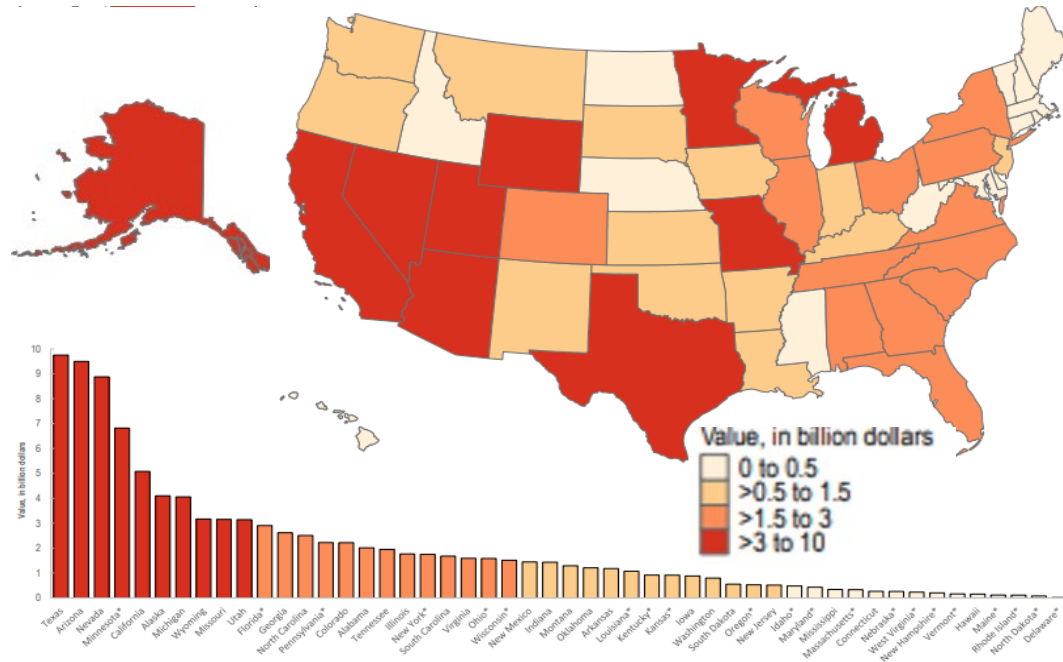 10
9
8
7
6
5
4
3
2
1
0
Value, in billion dollars
Value, in billion dollars
0 to 0.5
>0.5 to 1.5
>1.5 to 3
>3 to 10
Texas
Arizona
Nevada
Minnesota*
California
Alaska
Michigan
Wyoming
Missouri
Utah
Florida*
Georgia
North Carolina
Pennsylvania*
Colorado
Alabama
Tennessee
Illinois
New York*
South Carolina
Virginia
Ohio*
Wisconsin*
New Mexico
Indiana
Montana
Oklahoma
Arkansas
Louisiana*
Kentucky*
Kansas*
Iowa
Washington
South Dakota
Oregon*
New Jersey
Idaho*
Maryland*
Mississippi
Massachusetts*
Connecticut
Nebraska*
West Virginia*
New Hampshire*
Vermont*
Hawaii
Maine*
Rhode Island*
North Dakota*
Delaware*